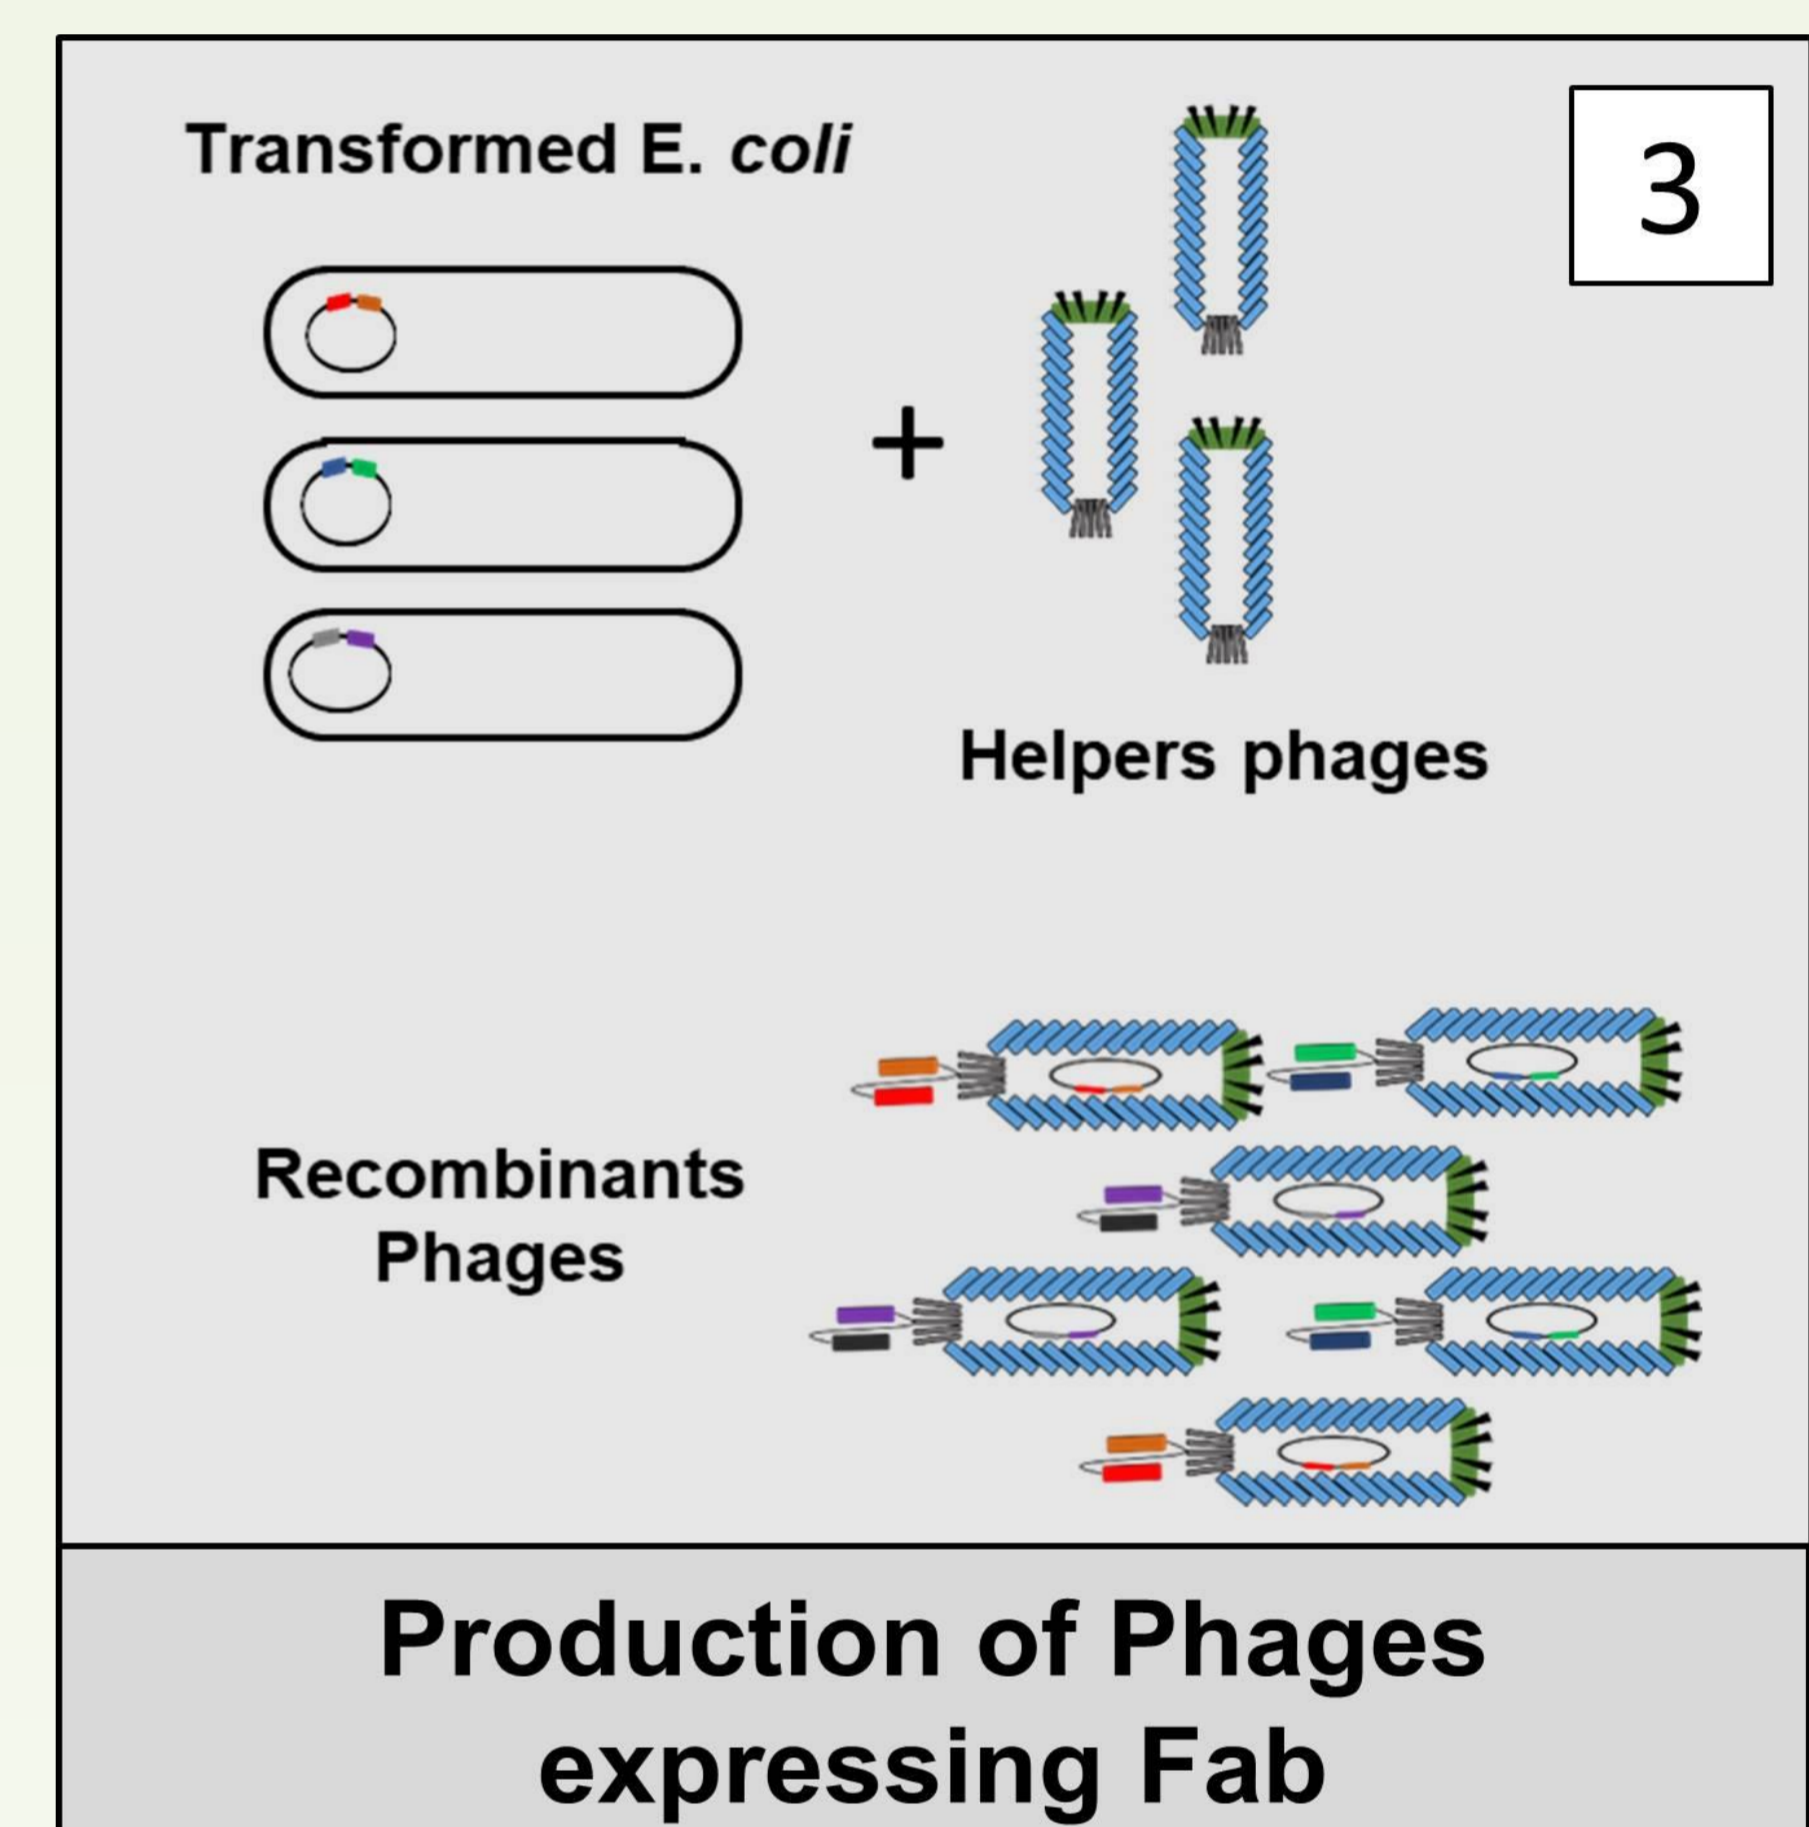 3
Transformed E. coli
+
Helpers phages
Recombinants
Phages
Production of Phages
expressing Fab